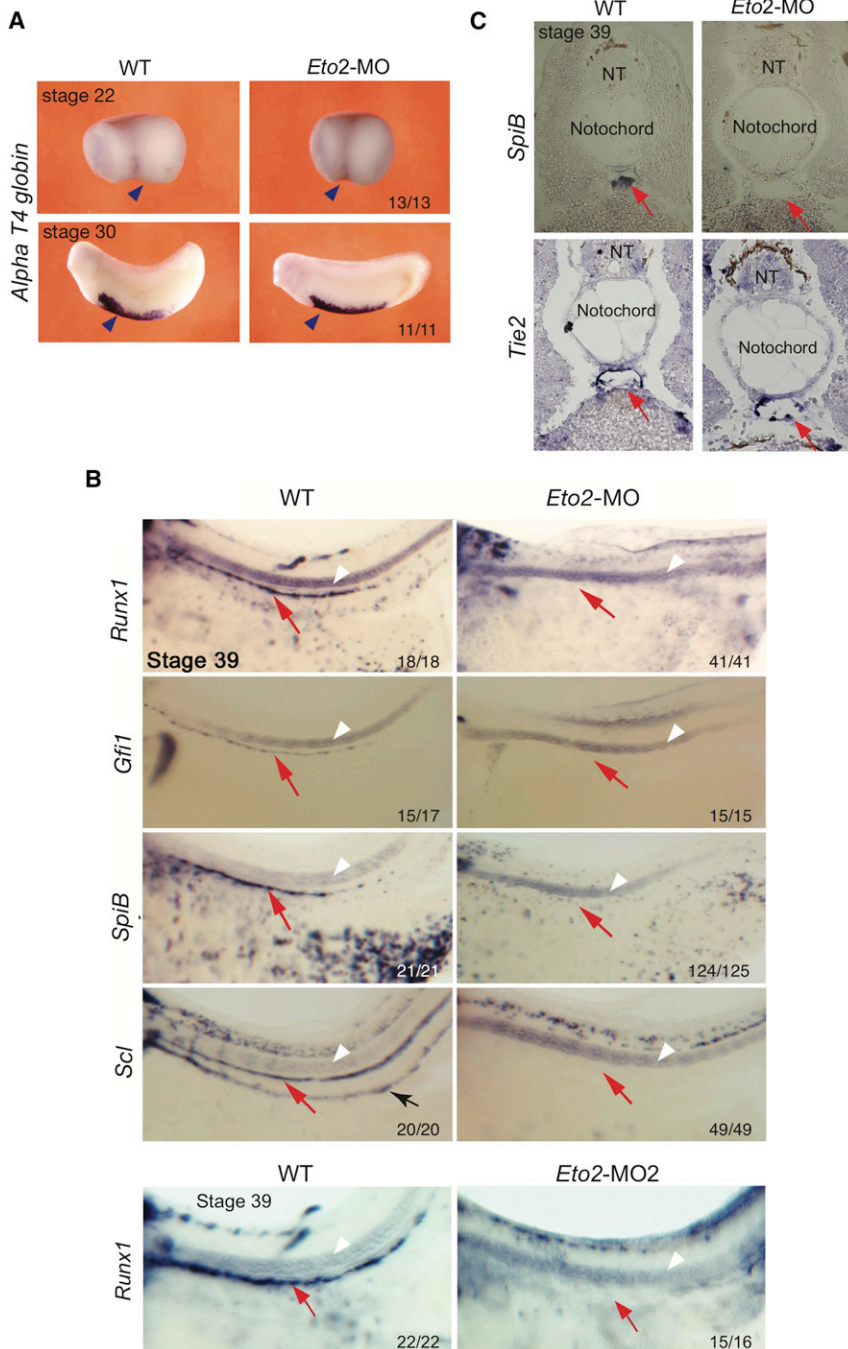 A
WT
Eto2-MO
Alpha T4 globin
stage 22
13/13
stage 30
11/11
C
WT
Eto2-MO
SpiB
stage 39
NT
NT
Notochord
Notochord
Tie2
NT
NT
Notochord
Notochord
B
WT
Eto2-MO
Runx1
Stage 39
18/18
41/41
Gfi1
15/17
15/15
SpiB
21/21
124/125
Scl
20/20
49/49
WT
Eto2-MO2
Runx1
Stage 39
22/22
15/16